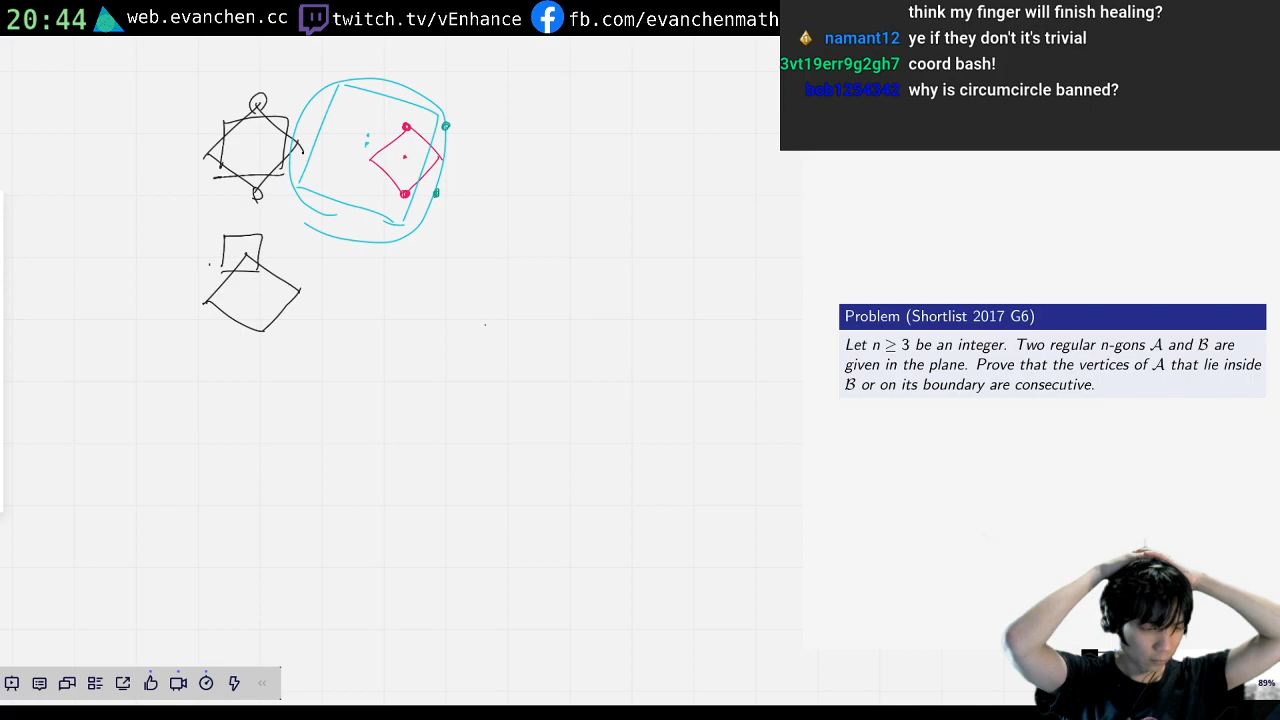 20:44 web.evanchen.cc twitch.tv/vEnhance fb.com/evanchenmath
think my finger will finish healing?
namant12 ye if they don't it's trivial
3vt19err9g2gh7 coord bash!
bob1254342 why is circumcircle banned?
Problem (Shortlist 2017 G6)
Let n ≥ 3 be an integer. Two regular n-gons 𝒜 and ℬ are
given in the plane. Prove that the vertices of 𝒜 that lie inside
ℬ or on its boundary are consecutive.
89%